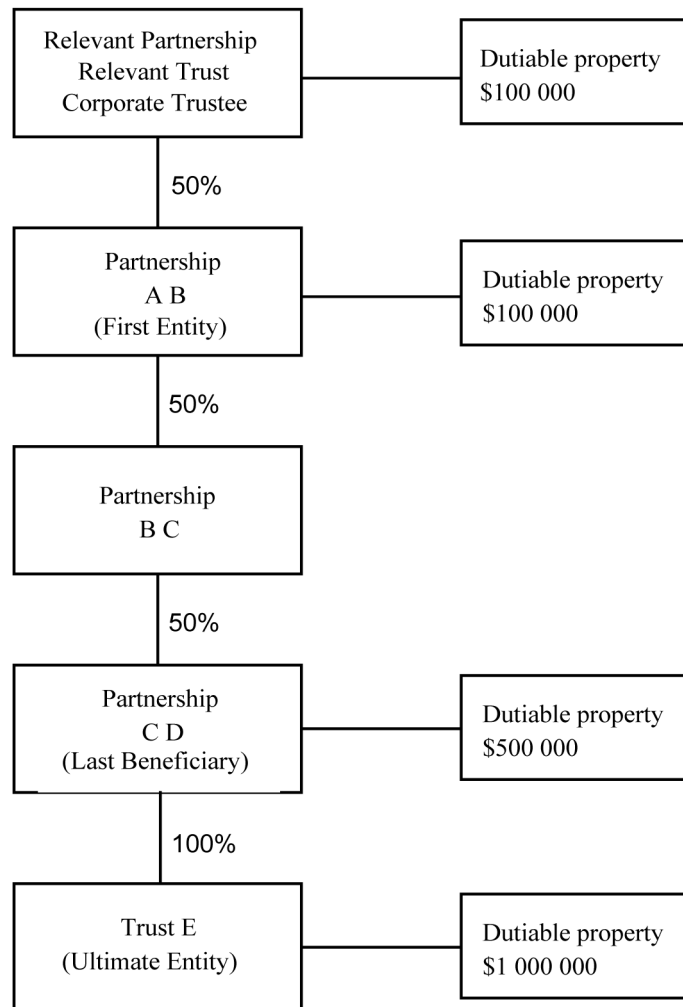 Relevant Partnership
Relevant Trust
Corporate Trustee
Dutiable property
$100 000
50%
Partnership
A B
(First Entity)
Dutiable property
$100 000
50%
Partnership
B C
50%
Partnership
C D
(Last Beneficiary)
Dutiable property
$500 000
100%
Trust E
(Ultimate Entity)
Dutiable property
$1 000 000